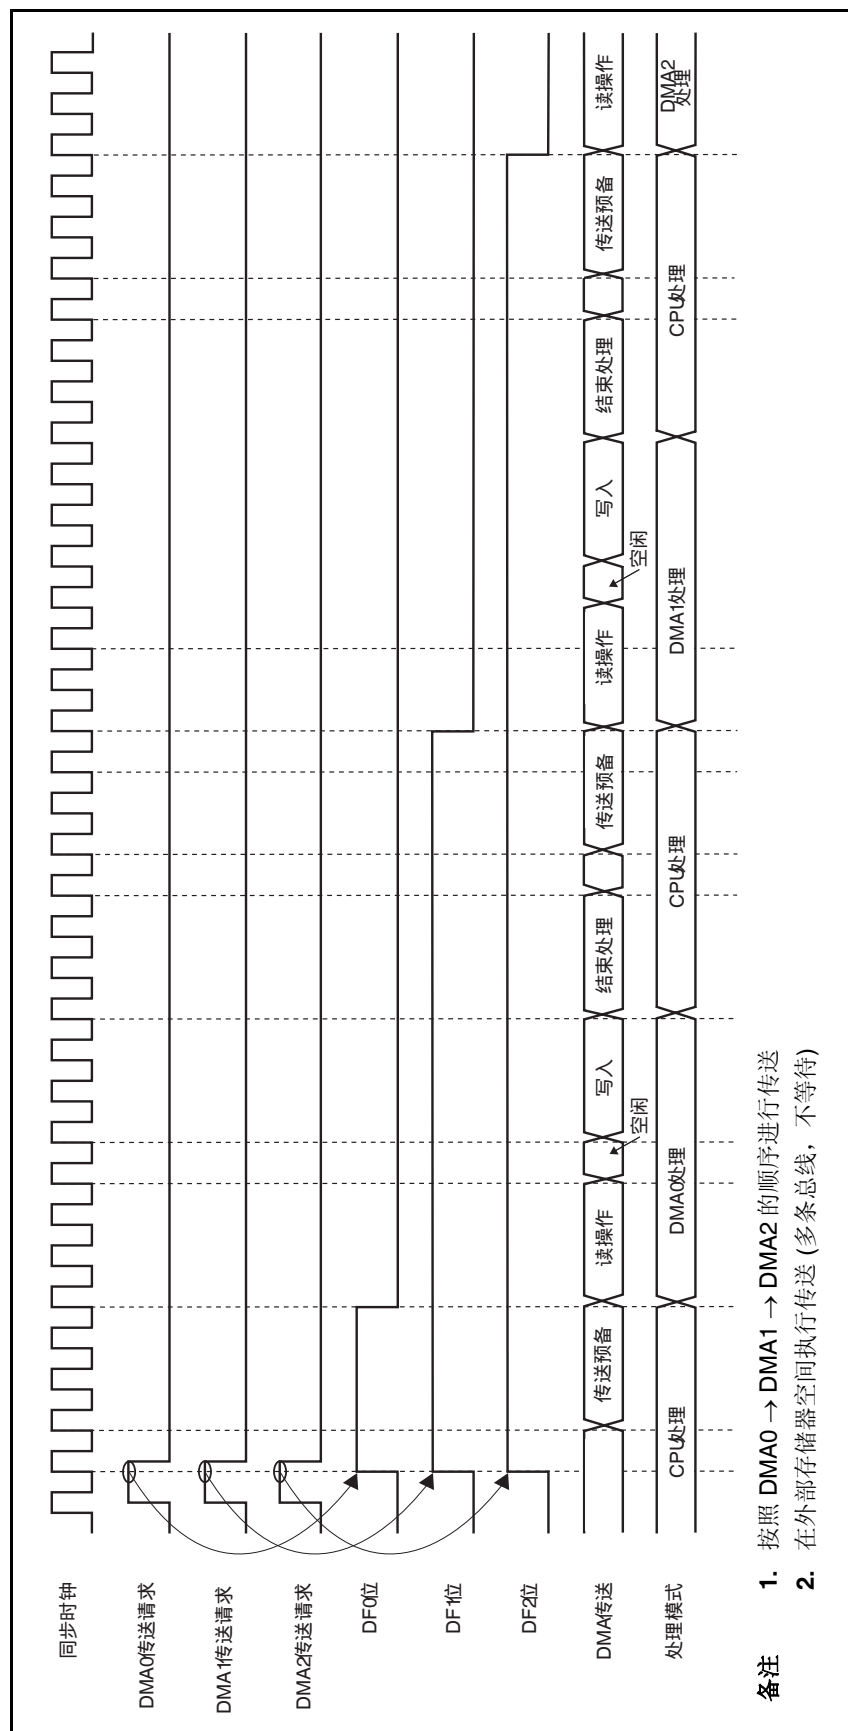 同步时钟
DMA0传送请求
DMA1传送请求
DMA2传送请求
DF0位
DF1位
DF2位
DMA传送
传送预备
读操作
空闲
写入
结束处理
传送预备
读操作
空闲
写入
结束处理
传送预备
读操作
处理模式
CPU处理
DMA0处理
CPU处理
DMA1处理
CPU处理
DMA2
处理
备注 1. 按照 DMA0 → DMA1 → DMA2 的顺序进行传送
2. 在外部存储器空间执行传送 (多条总线，不等待)